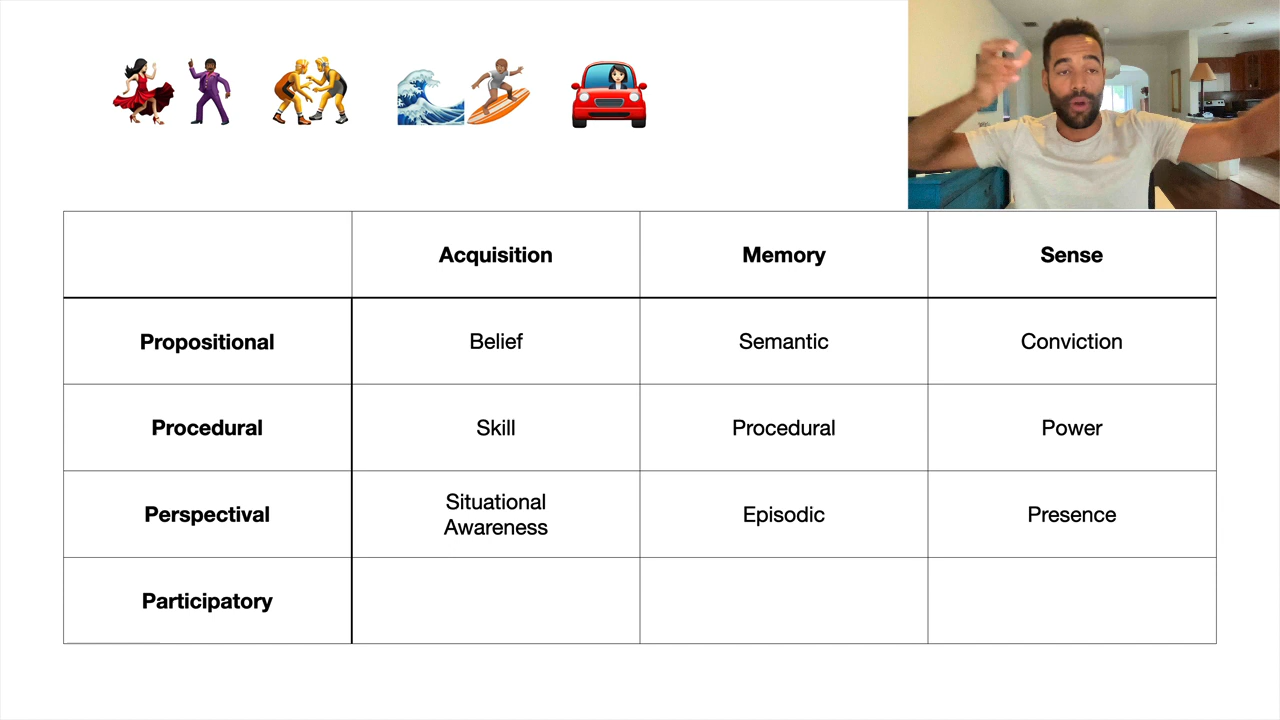 Acquisition
Memory
Sense
Propositional
Belief
Semantic
Conviction
Procedural
Skill
Procedural
Power
Perspectival
Situational
Awareness
Episodic
Presence
Participatory